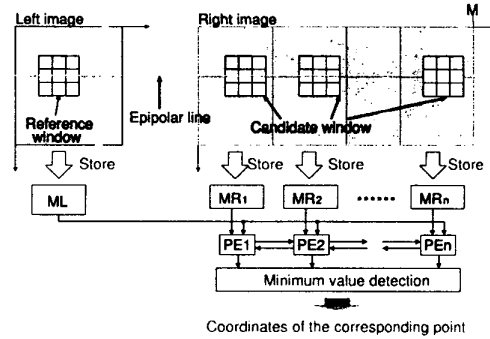 Left image
Right image
M
Reference
window
Epipolar line
Candidate window
Store
Store
Store
Store
ML
MR1
MR2
MRn
PE1
PE2
PEn
Minimum value detection
Coordinates of the corresponding point